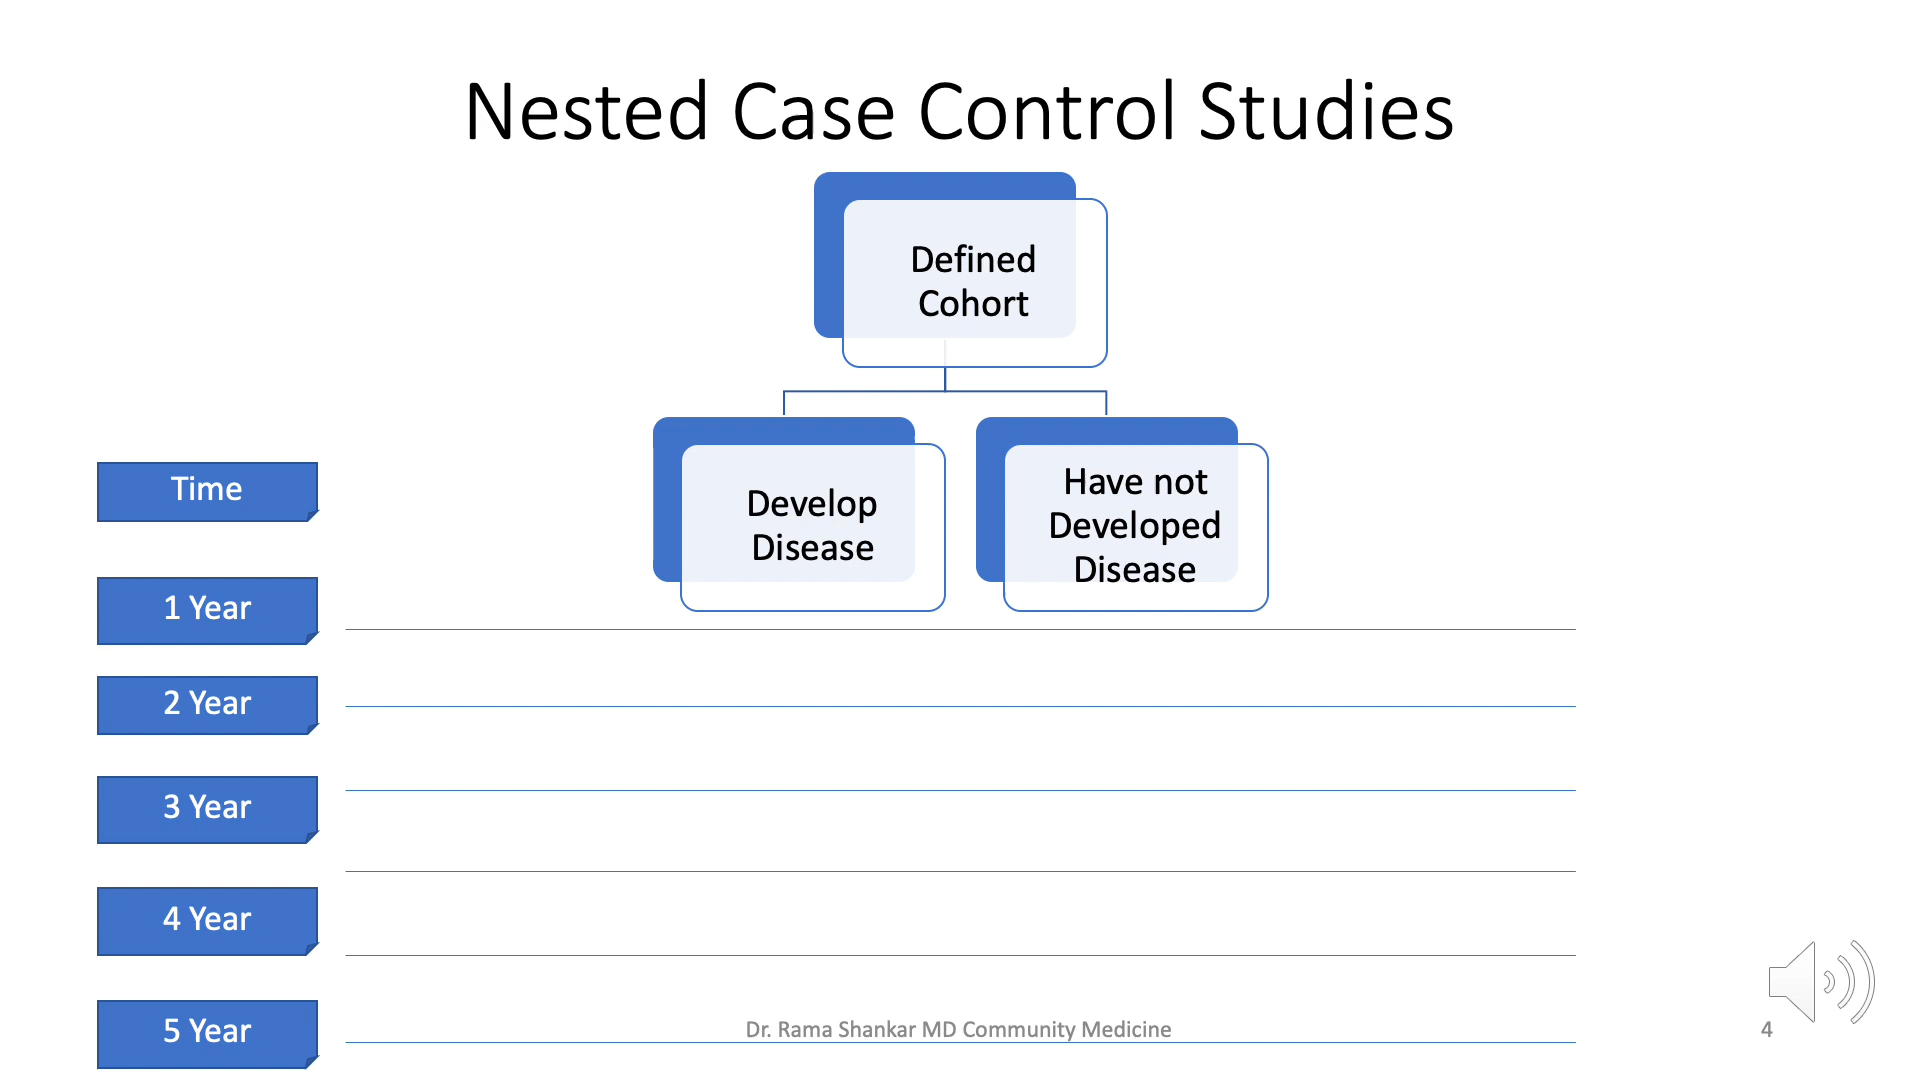 Nested Case Control Studies
Defined
Cohort
Develop
Disease
Have not
Developed
Disease
Time
1 Year
2 Year
3 Year
4 Year
5 Year
Dr. Rama Shankar MD Community Medicine
4